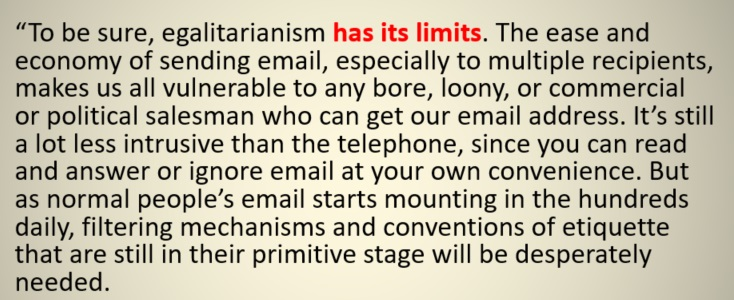 “To be sure, egalitarianism has its limits. The ease and
economy of sending email, especially to multiple recipients,
makes us all vulnerable to any bore, loony, or commercial
or political salesman who can get our email address. It’s still
a lot less intrusive than the telephone, since you can read
and answer or ignore email at your own convenience. But
as normal people’s email starts mounting in the hundreds
daily, filtering mechanisms and conventions of etiquette
that are still in their primitive stage will be desperately
needed.